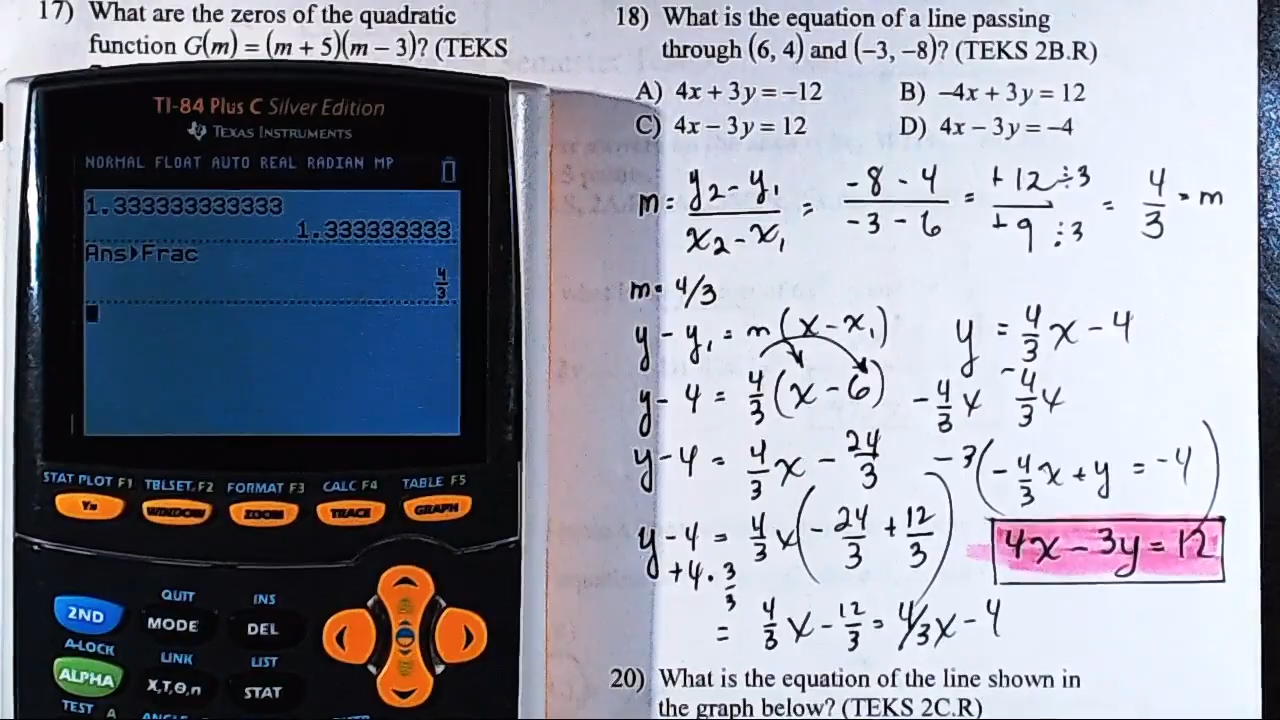 17) What are the zeros of the quadratic
function G(m) = (m + 5)(m − 3)? (TEKS
TI-84 Plus C Silver Edition
TEXAS INSTRUMENTS
NORMAL FLOAT AUTO REAL RADIAN MP
1.333333333333
1.333333333
Ans▸Frac
4/3
STAT PLOT F1 TBLSET F2 FORMAT F3 CALC F4 TABLE F5
Y= WINDOW ZOOM TRACE GRAPH
QUIT INS
2ND MODE DEL
A-LOCK LINK LIST
ALPHA X,T,Θ,n STAT
TEST A
18) What is the equation of a line passing
through (6, 4) and (−3, −8)? (TEKS 2B.R)
A) 4x + 3y = −12 B) −4x + 3y = 12
C) 4x − 3y = 12 D) 4x − 3y = −4
m = y₂ − y₁ / x₂ − x₁ = −8 − 4 / −3 − 6 = +12 ÷3 / +9 ÷3 = 4/3 = m
m = 4/3
y − y₁ = m(x − x₁)
y − 4 = 4/3 (x − 6)
y − 4 = 4/3 x − 24/3
y − 4 = 4/3 x (− 24/3 + 12/3)
+4 · 3/3
= 4/3 x − 12/3 = 4/3 x − 4
y = 4/3 x − 4
− 4/3 x − 4/3 x
−3 (− 4/3 x + y = −4)
4x − 3y = 12
20) What is the equation of the line shown in
the graph below? (TEKS 2C.R)